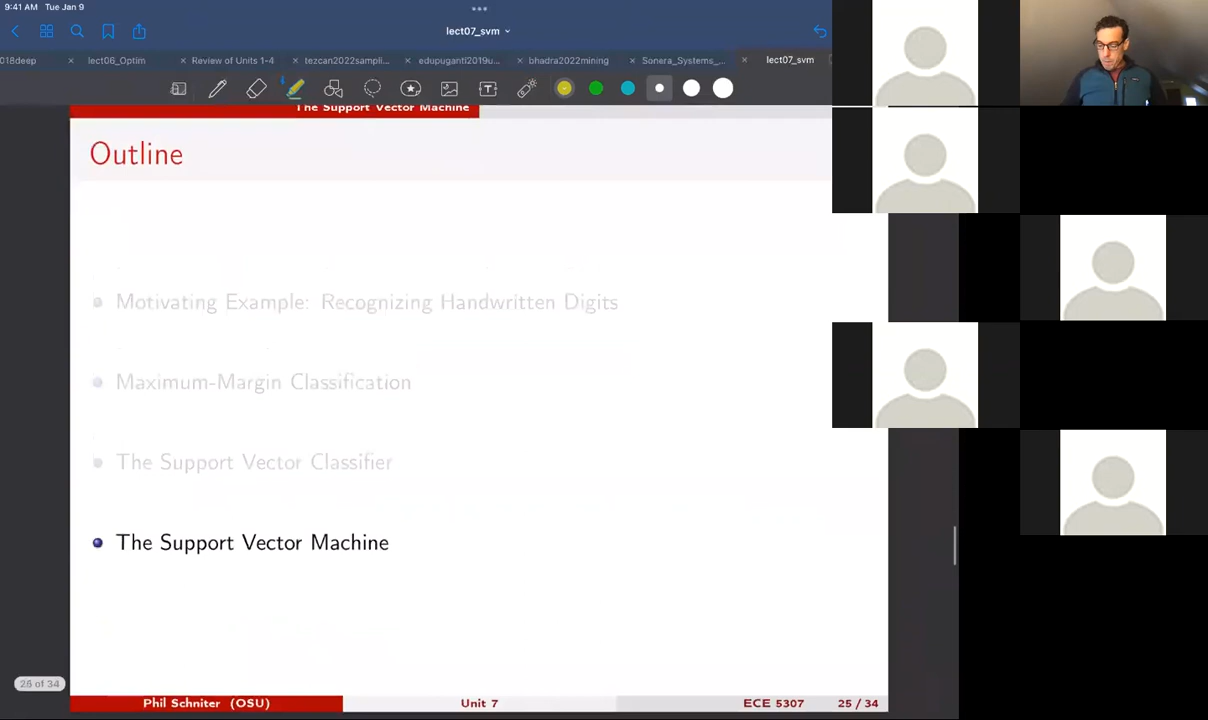 9:41 AM Tue Jan 9
lect07_svm
018deep
lect06_Optim
Review of Units 1-4
tezcan2022sampli...
edupuganti2019u...
bhadra2022mining
Sonera_Systems_...
lect07_svm
The Support Vector Machine
Outline
Motivating Example: Recognizing Handwritten Digits
Maximum-Margin Classification
The Support Vector Classifier
The Support Vector Machine
26 of 34
Phil Schniter (OSU)
Unit 7
ECE 5307
25 / 34